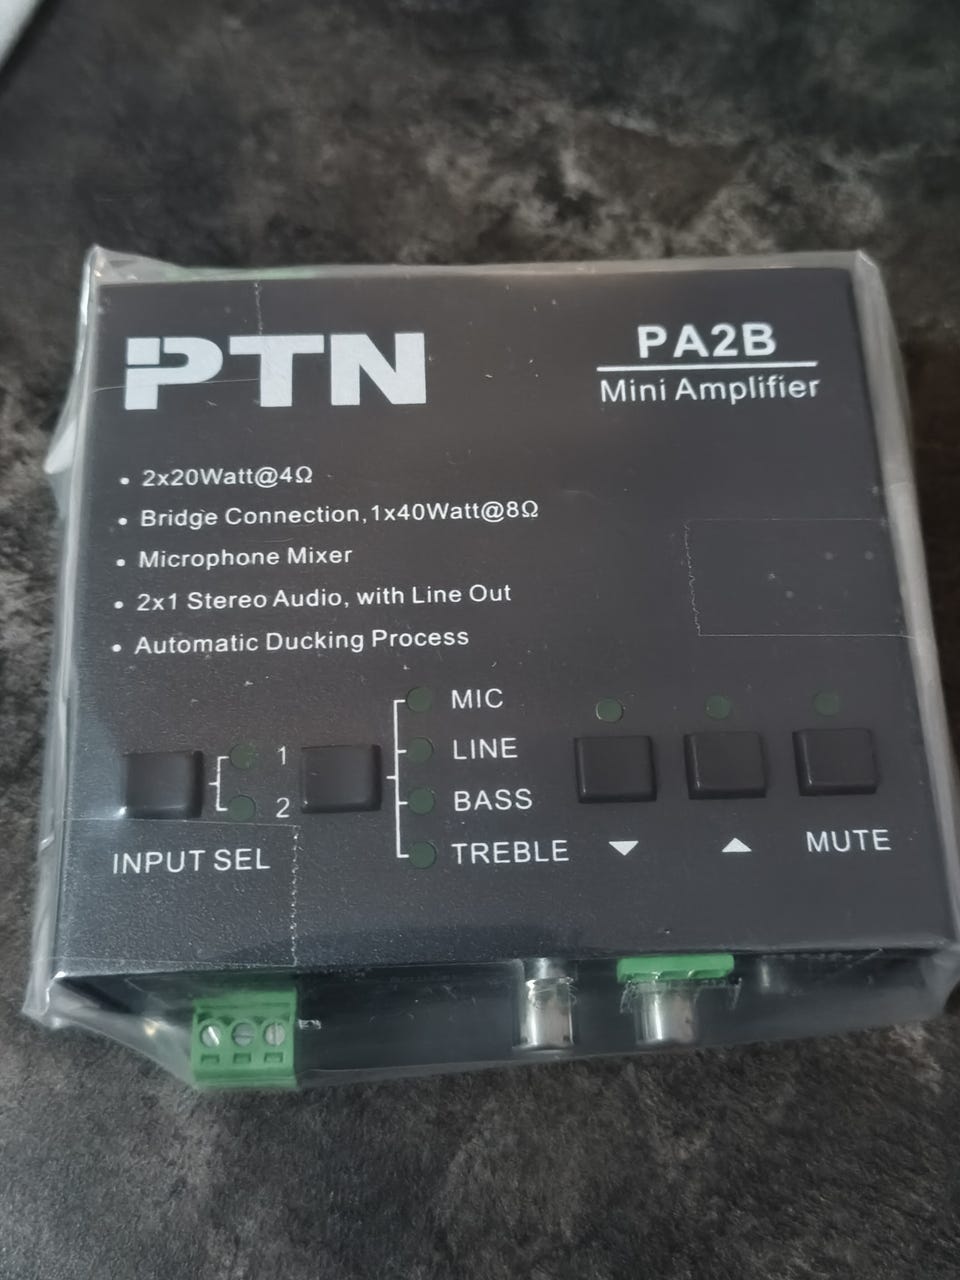 PTN
PA2B
Mini Amplifier
• 2x20Watt@4Ω
• Bridge Connection,1x40Watt@8Ω
• Microphone Mixer
• 2x1 Stereo Audio, with Line Out
• Automatic Ducking Process
MIC
1
LINE
2
BASS
INPUT SEL
TREBLE
▼
▲
MUTE